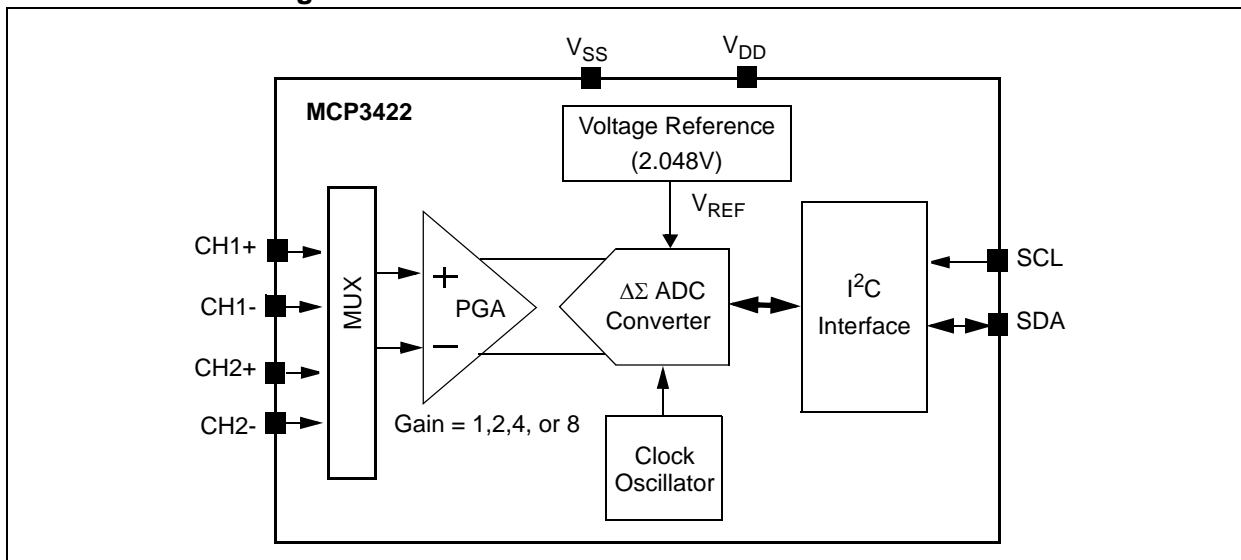 V_SS
V_DD
MCP3422
Voltage Reference
(2.048V)
V_REF
CH1+
CH1-
CH2+
CH2-
MUX
+
PGA
−
Gain = 1,2,4, or 8
ΔΣ ADC
Converter
Clock
Oscillator
I²C
Interface
SCL
SDA